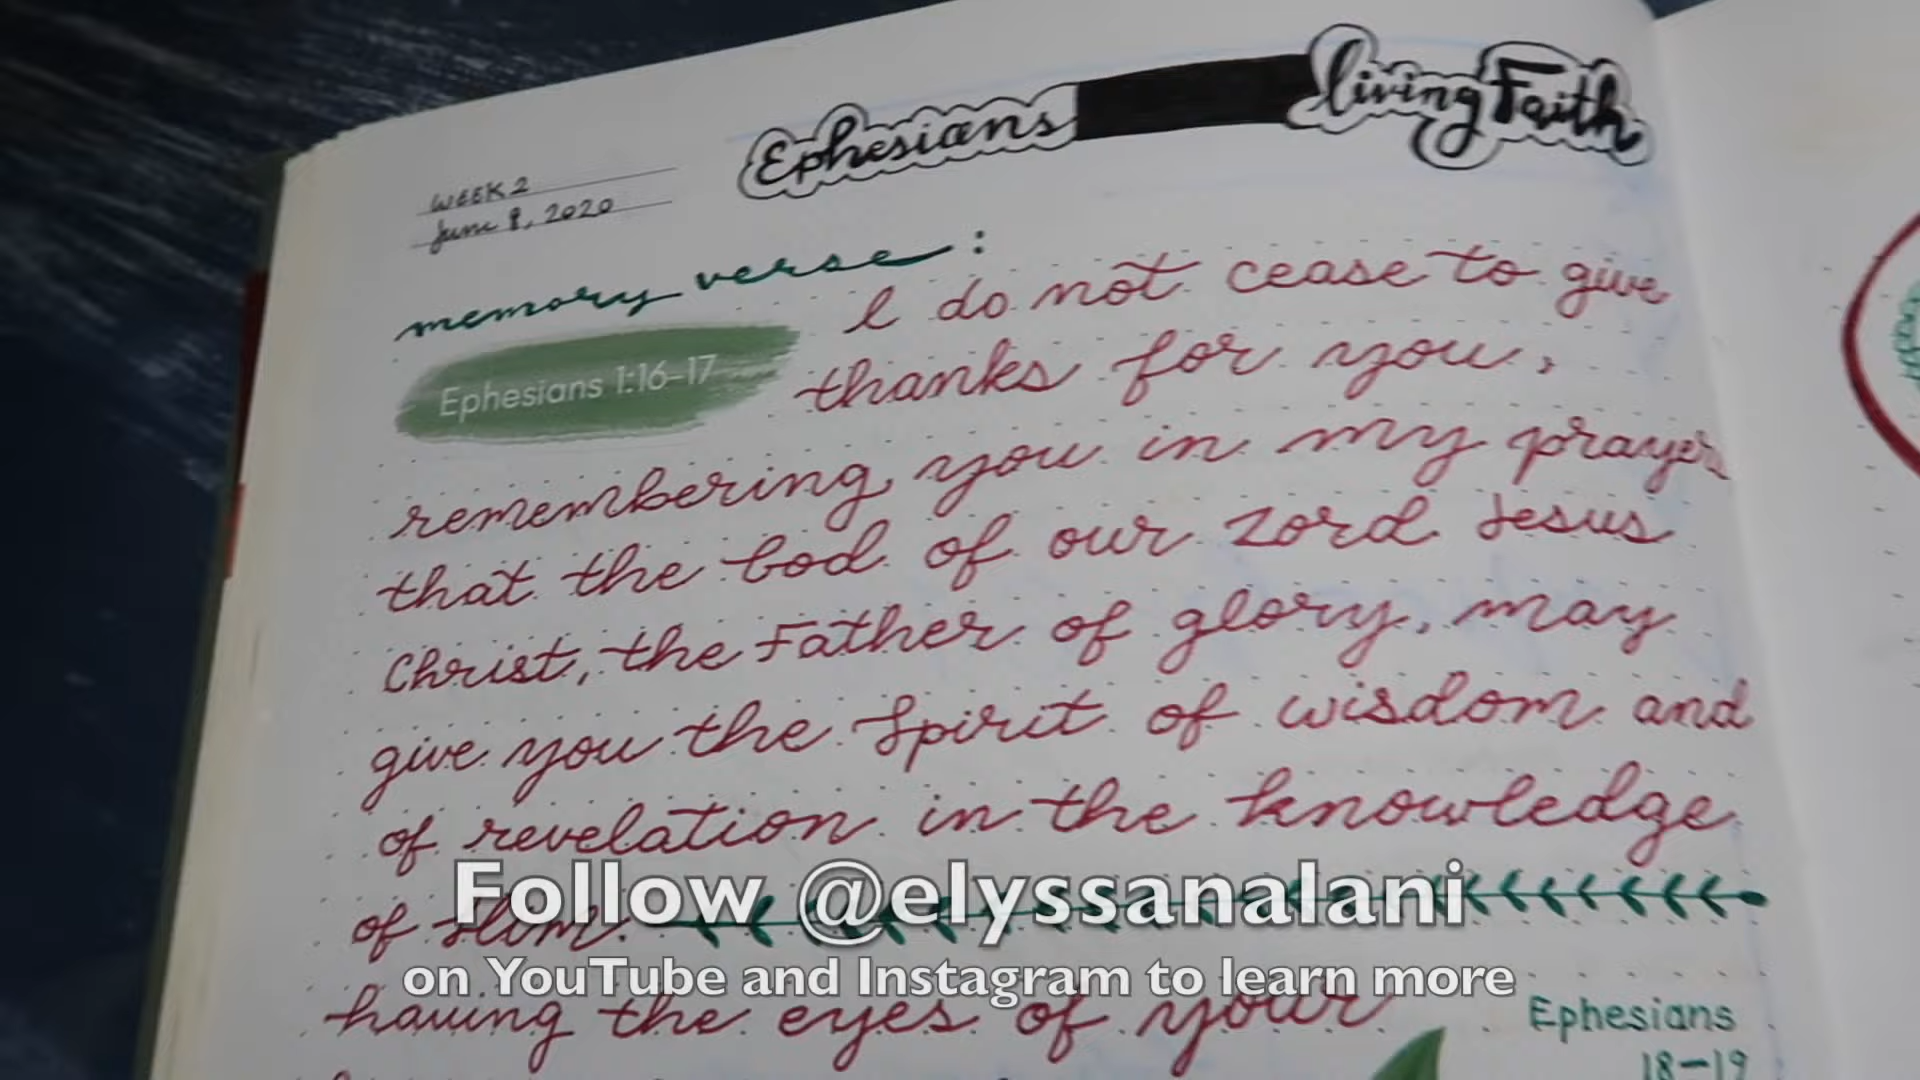 Ephesians living Faith
WEEK 2
June 8, 2020
memory verse:
I do not cease to give
Ephesians 1:16-17
thanks for you,
remembering you in my prayers
that the God of our Lord Jesus
Christ, the Father of glory, may
give you the Spirit of wisdom and
of revelation in the knowledge
of Him.
Follow @elyssanalani
on YouTube and Instagram to learn more
having the eyes of your
Ephesians
18-19